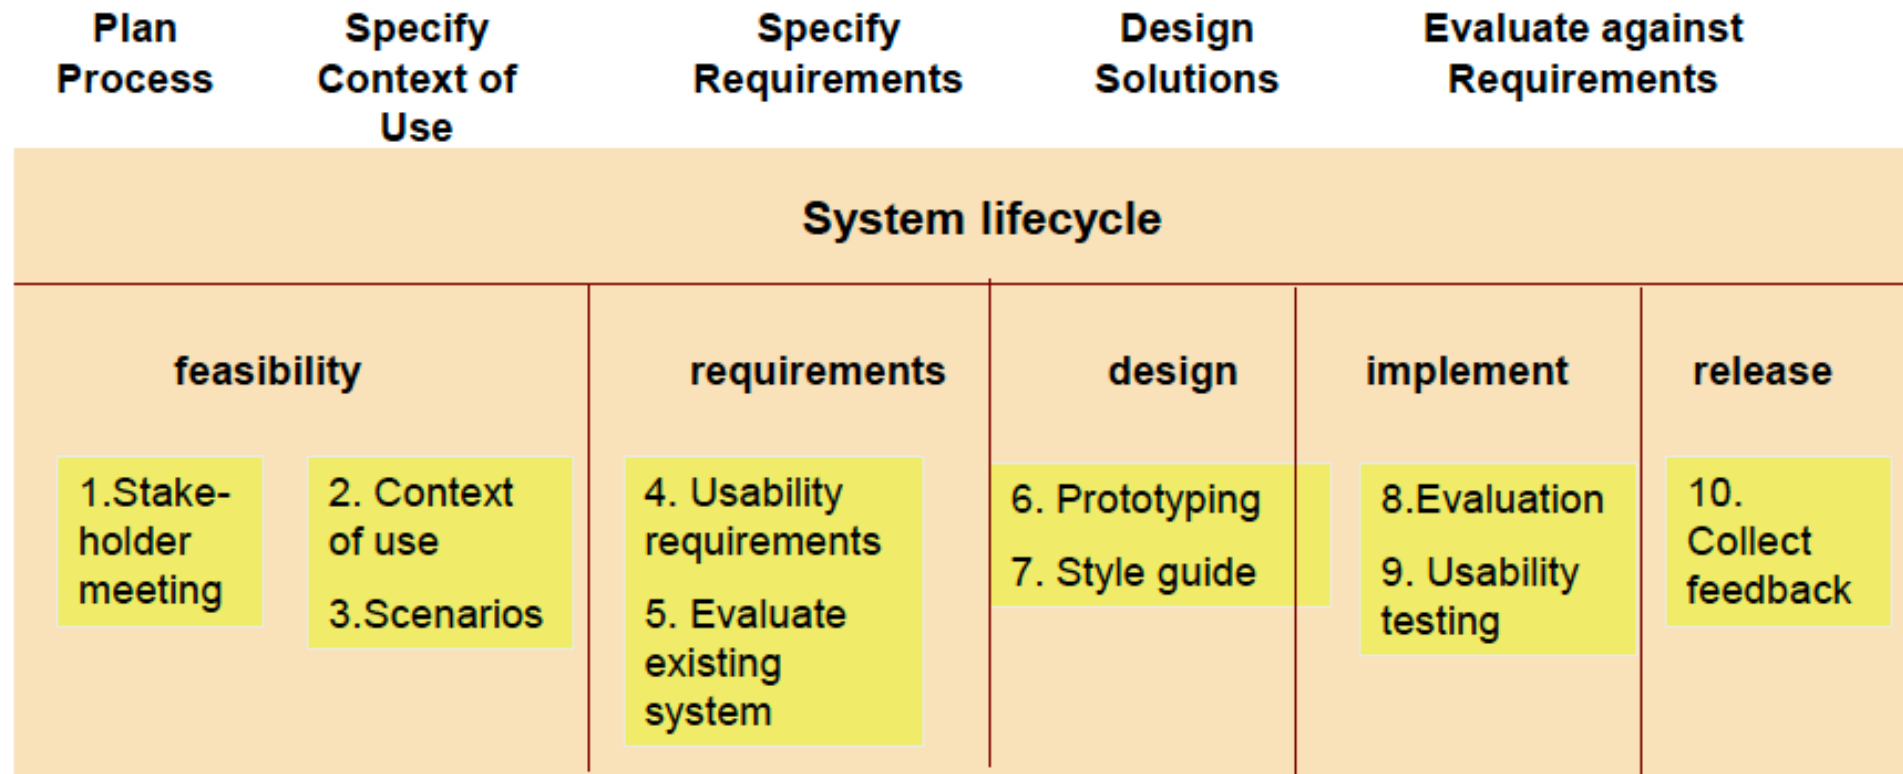 Plan
Process
Specify
Context of
Use
Specify
Requirements
Design
Solutions
Evaluate against
Requirements
System lifecycle
feasibility
requirements
design
implement
release
1.Stake-
holder
meeting
2. Context
of use
3.Scenarios
4. Usability
requirements
5. Evaluate
existing
system
6. Prototyping
7. Style guide
8.Evaluation
9. Usability
testing
10.
Collect
feedback